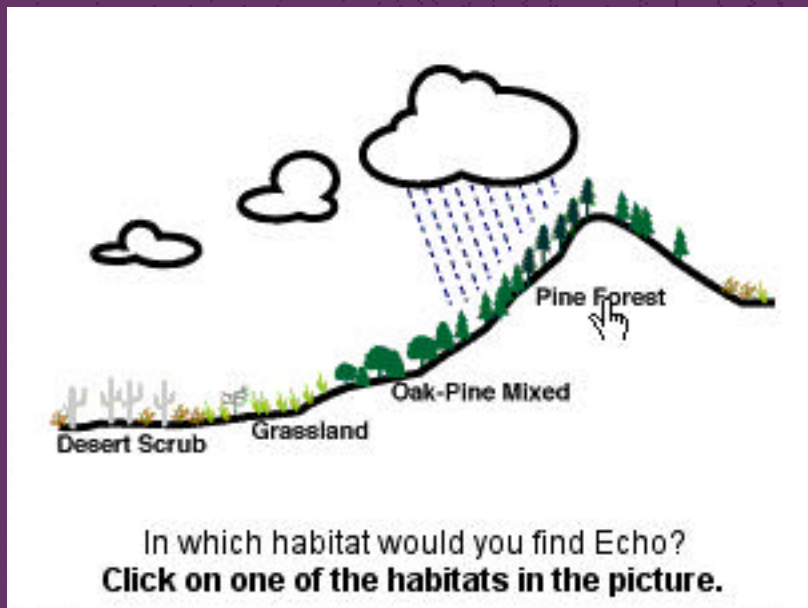 Pine Forest
Oak-Pine Mixed
Grassland
Desert Scrub
In which habitat would you find Echo?
Click on one of the habitats in the picture.